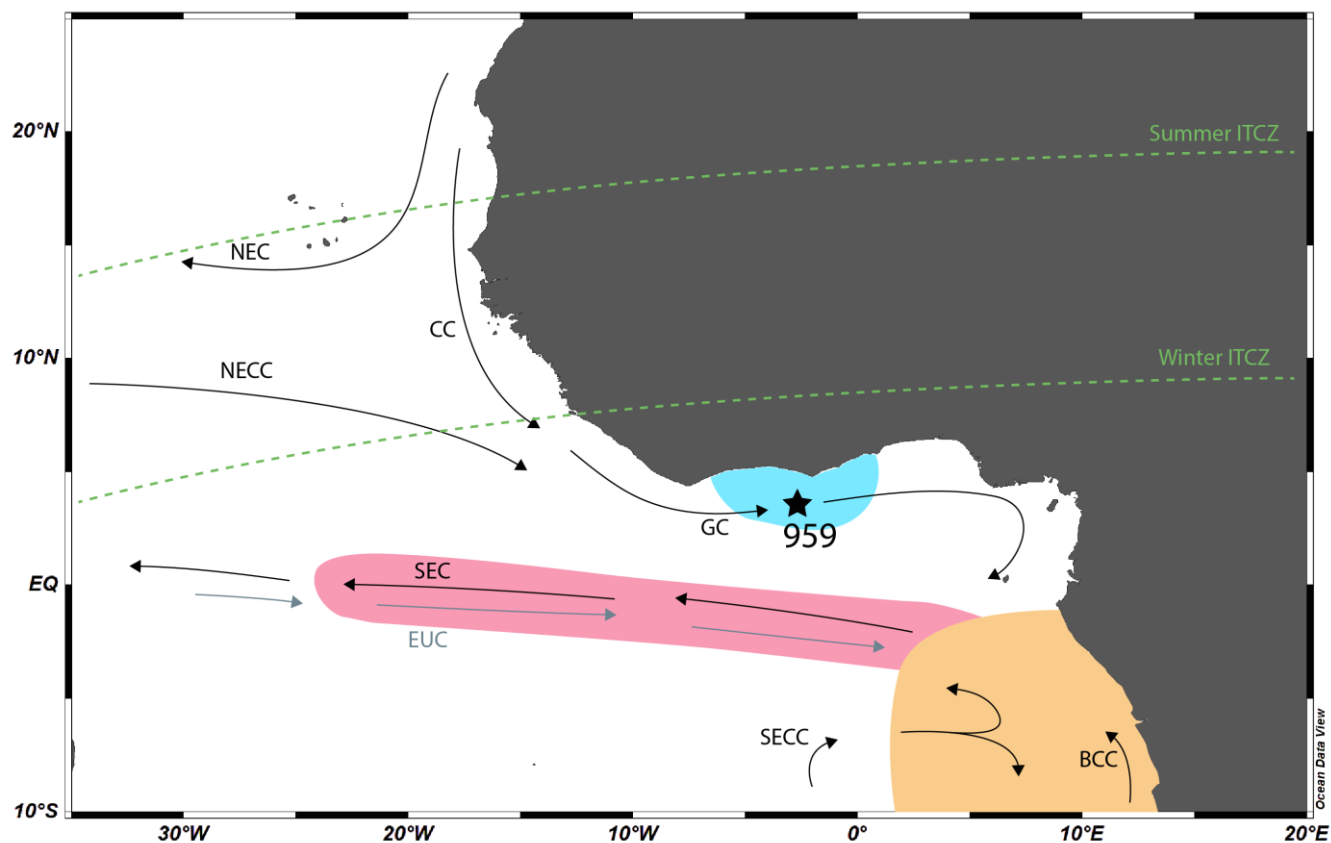 20°N
Summer ITCZ
NEC
CC
10°N
NECC
Winter ITCZ
GC
959
EQ
SEC
EUC
SECC
BCC
10°S
30°W
20°W
10°W
0°
10°E
20°E
Ocean Data View